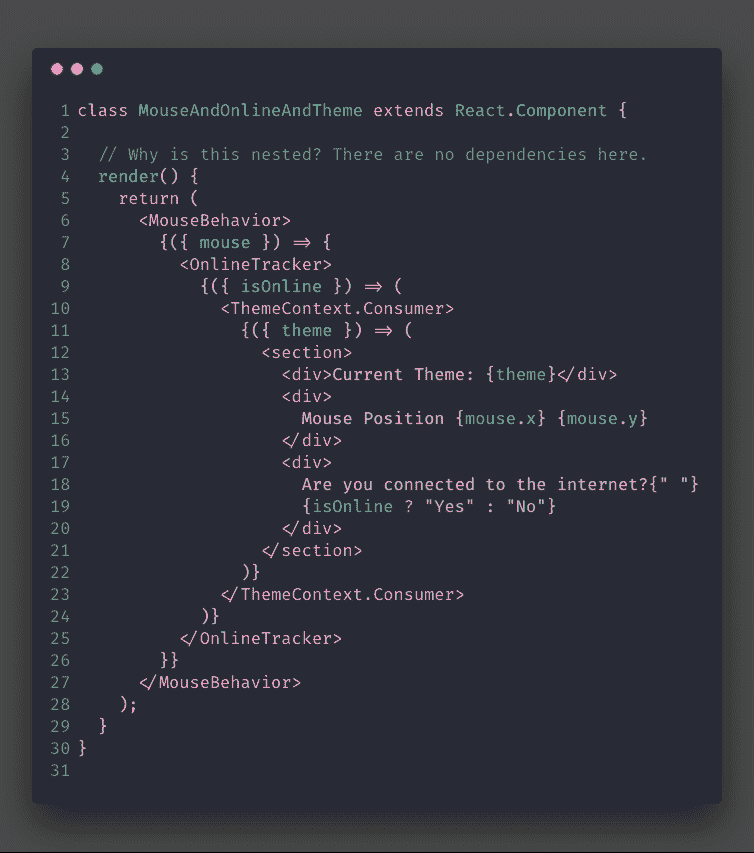 1 class MouseAndOnlineAndTheme extends React.Component {
2
3   // Why is this nested? There are no dependencies here.
4   render() {
5     return (
6       <MouseBehavior>
7         {({ mouse }) => {
8           <OnlineTracker>
9             {({ isOnline }) => (
10               <ThemeContext.Consumer>
11                 {({ theme }) => (
12                   <section>
13                     <div>Current Theme: {theme}</div>
14                     <div>
15                       Mouse Position {mouse.x} {mouse.y}
16                     </div>
17                     <div>
18                       Are you connected to the internet?{" "}
19                       {isOnline ? "Yes" : "No"}
20                     </div>
21                   </section>
22                 )}
23               </ThemeContext.Consumer>
24             )}
25           </OnlineTracker>
26         }}
27       </MouseBehavior>
28     );
29   }
30 }
31